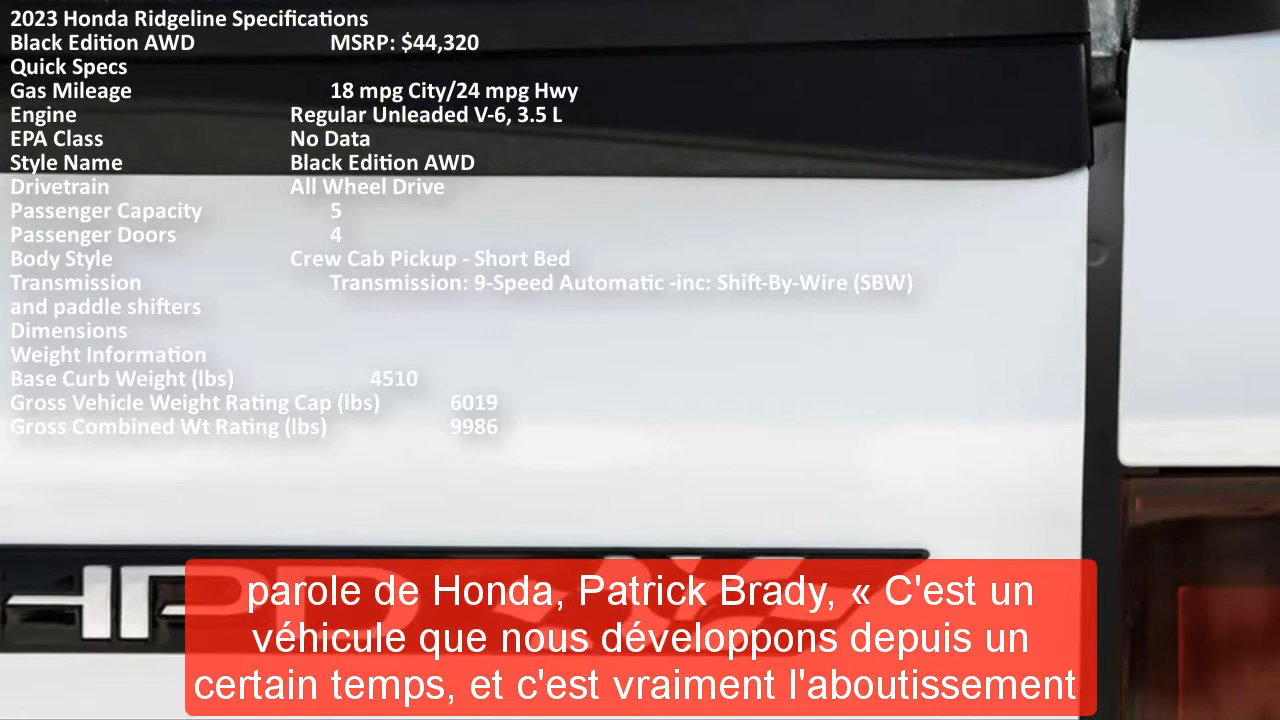 2023 Honda Ridgeline Specifications
Black Edition AWD MSRP: $44,320
Quick Specs
Gas Mileage 18 mpg City/24 mpg Hwy
Engine Regular Unleaded V-6, 3.5 L
EPA Class No Data
Style Name Black Edition AWD
Drivetrain All Wheel Drive
Passenger Capacity 5
Passenger Doors 4
Body Style Crew Cab Pickup - Short Bed
Transmission Transmission: 9-Speed Automatic -inc: Shift-By-Wire (SBW)
and paddle shifters
Dimensions
Weight Information
Base Curb Weight (lbs) 4510
Gross Vehicle Weight Rating Cap (lbs) 6019
Gross Combined Wt Rating (lbs) 9986
HPD
parole de Honda, Patrick Brady, « C'est un
véhicule que nous développons depuis un
certain temps, et c'est vraiment l'aboutissement